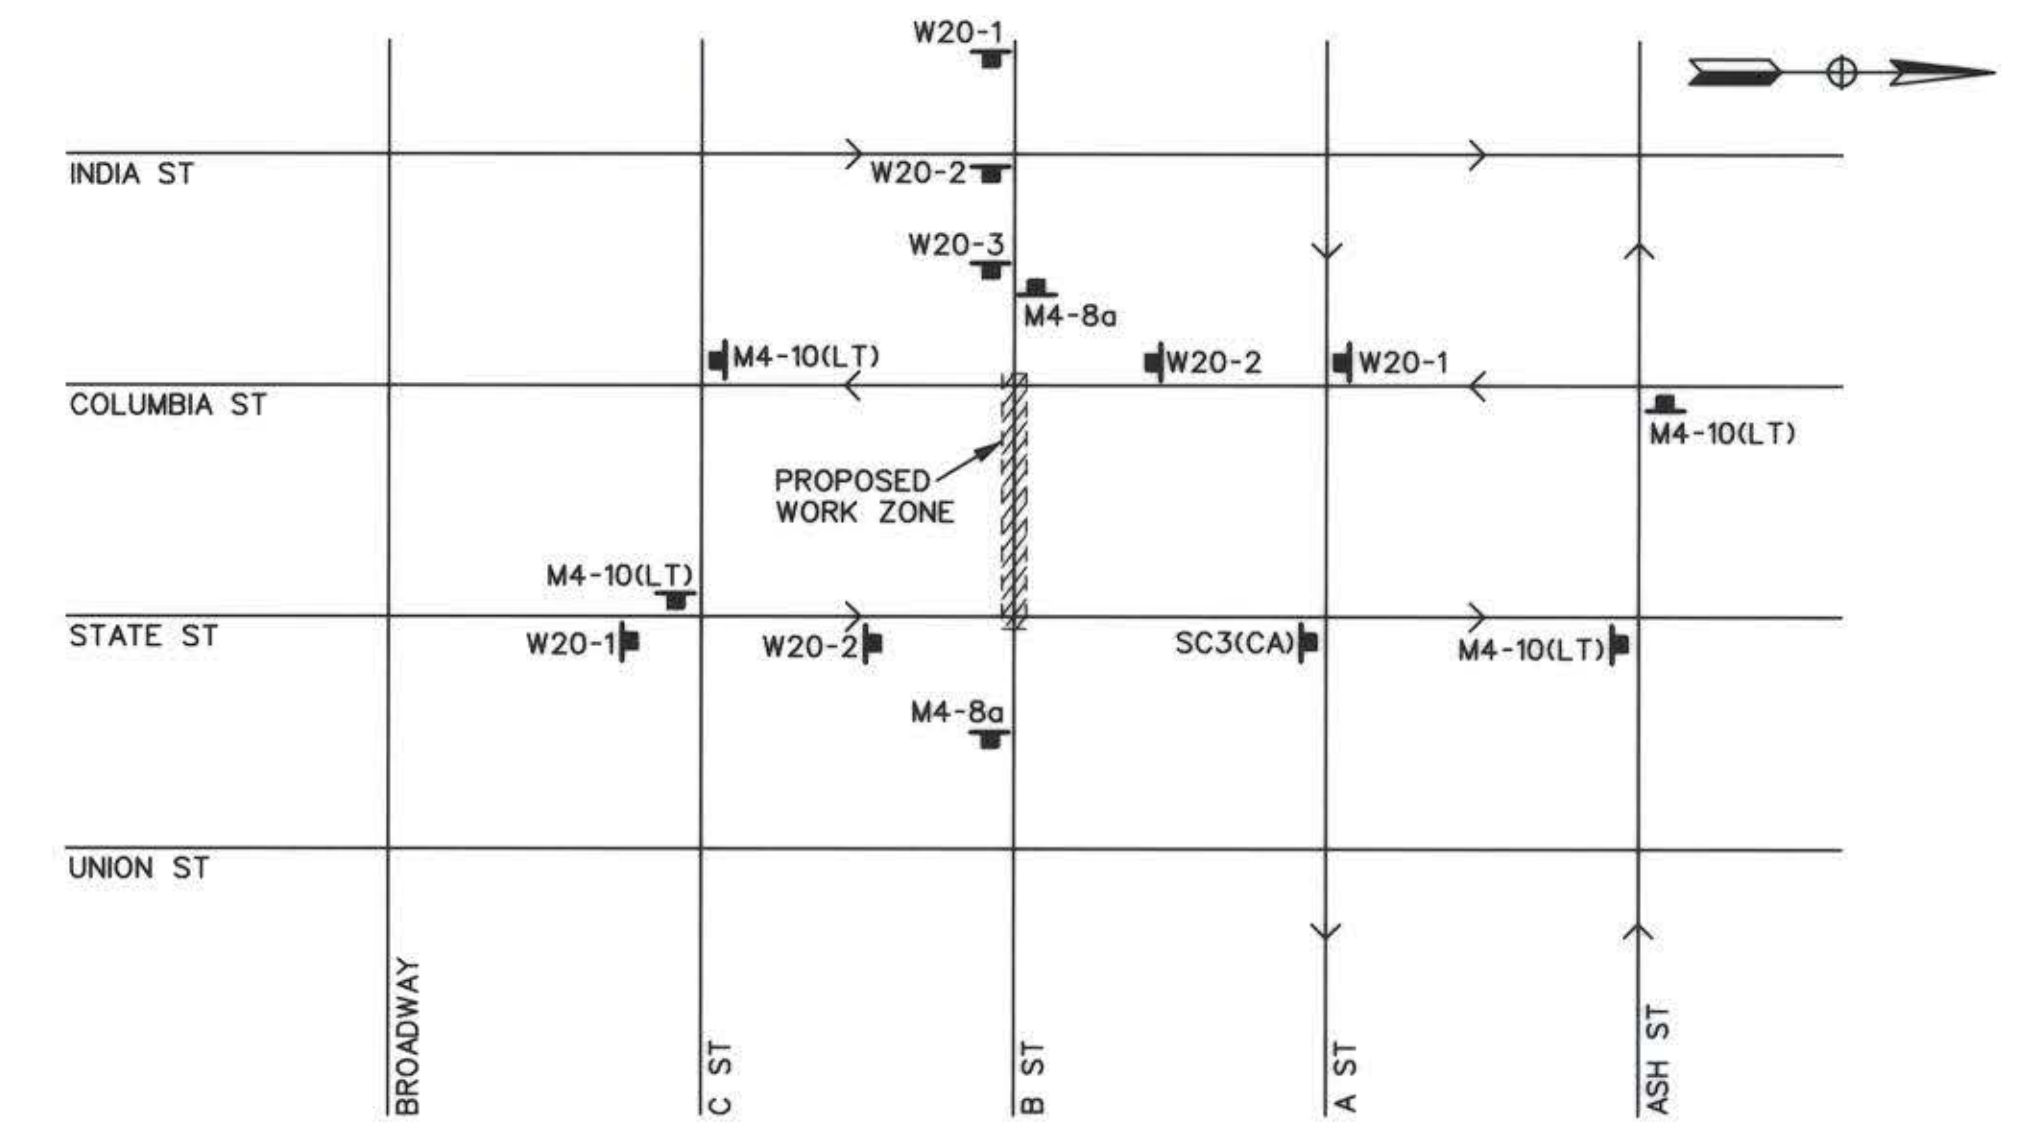 W20-1
INDIA ST
W20-2
W20-3
M4-8a
M4-10(LT)
W20-2
W20-1
COLUMBIA ST
M4-10(LT)
PROPOSED
WORK ZONE
M4-10(LT)
STATE ST
W20-1
W20-2
SC3(CA)
M4-10(LT)
M4-8a
UNION ST
BROADWAY
C ST
B ST
A ST
ASH ST